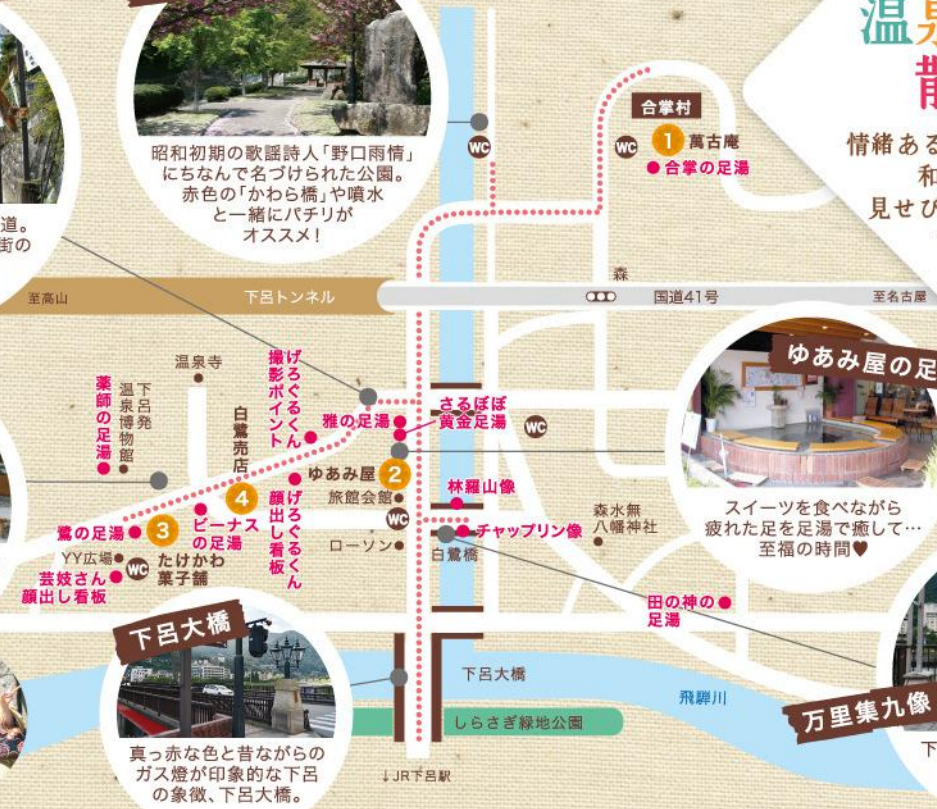 温泉
散
情緒ある
和
見せび
昭和初期の歌謡詩人「野口雨情」
にちなんで名づけられた公園。
赤色の「かわら橋」や噴水
と一緒にパチリが
オススメ！
道。
街の
WC
合掌村
WC
1 萬古庵
合掌の足湯
至高山
下呂トンネル
森
国道41号
至名古屋
温泉寺
薬師の足湯
下呂発
温泉博物館
白鷺売店
げろぐるくん
撮影ポイント
雅の足湯
さるぼぼ
黄金足湯
WC
ゆあみ屋 2
旅館会館
WC
ローソン
4
ビーナス
の足湯
げろぐるくん
顔出し看板
鷺の足湯
3
YY広場
WC
たけかわ
菓子舗
芸妓さん
顔出し看板
林羅山像
チャップリン像
白鷺橋
森水無
八幡神社
田の神の
足湯
ゆあみ屋の足
スイーツを食べながら
疲れた足を足湯で癒して…
至福の時間♥
下呂大橋
真っ赤な色と昔ながらの
ガス燈が印象的な下呂
の象徴、下呂大橋。
下呂大橋
しらさぎ緑地公園
飛騨川
↓JR下呂駅
万里集九像
下